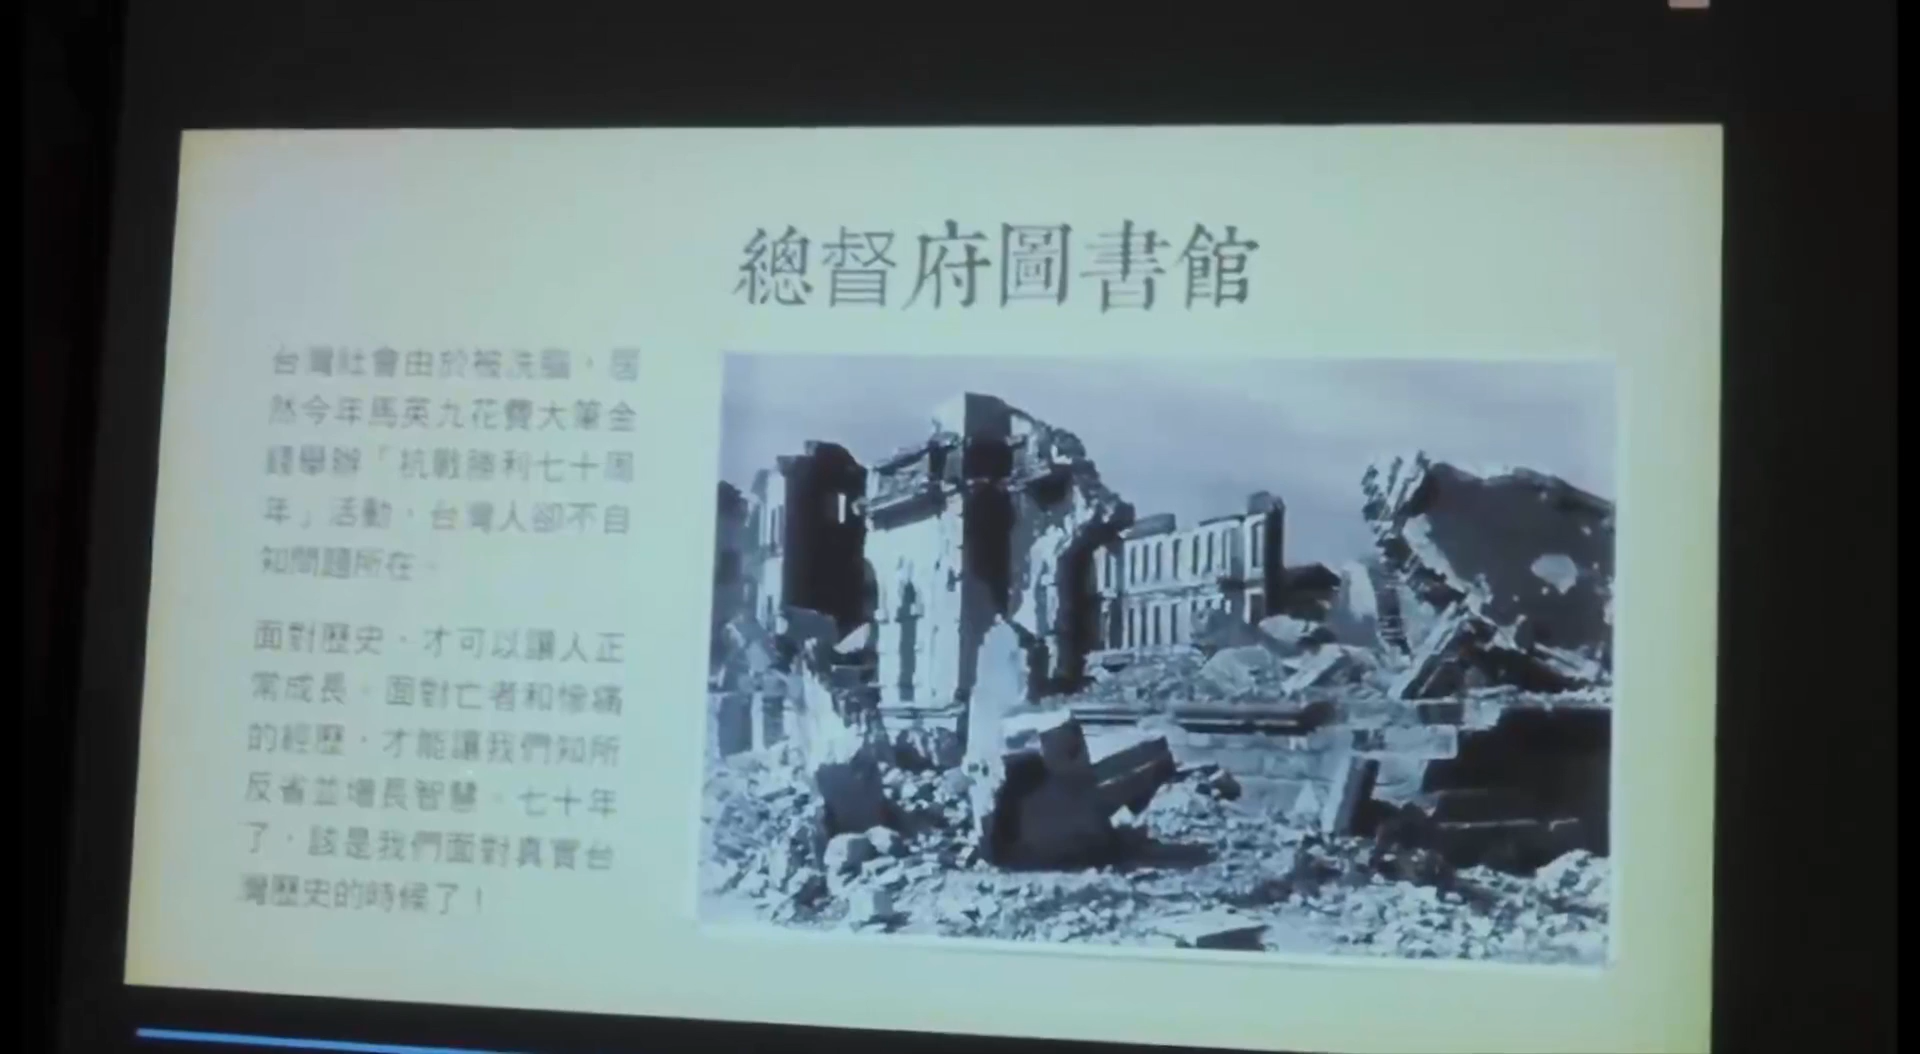 總督府圖書館
台灣社會由於被洗腦，居
然今年馬英九花費大筆金
錢舉辦「抗戰勝利七十周
年」活動，台灣人卻不自
知問題所在。
面對歷史，才可以讓人正
常成長。面對亡者和慘痛
的經歷，才能讓我們知所
反省並增長智慧。七十年
了，該是我們面對真實台
灣歷史的時候了！